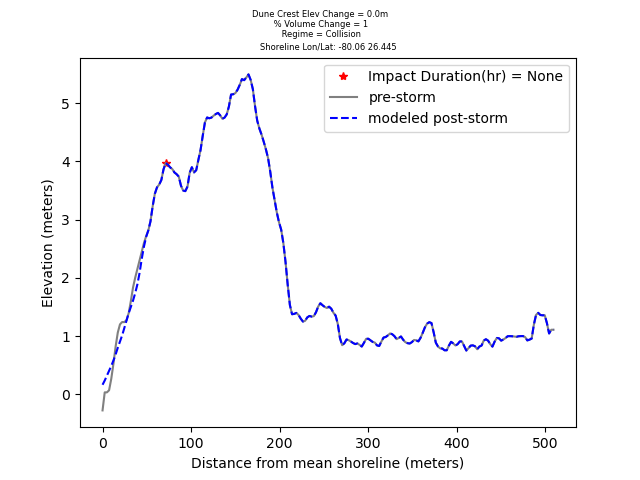 Dune Crest Elev Change = 0.0m
% Volume Change = 1
Regime = Collision
Shoreline Lon/Lat: -80.06 26.445
Impact Duration(hr) = None
pre-storm
modeled post-storm
5
4
3
2
1
0
Elevation (meters)
0 100 200 300 400 500
Distance from mean shoreline (meters)